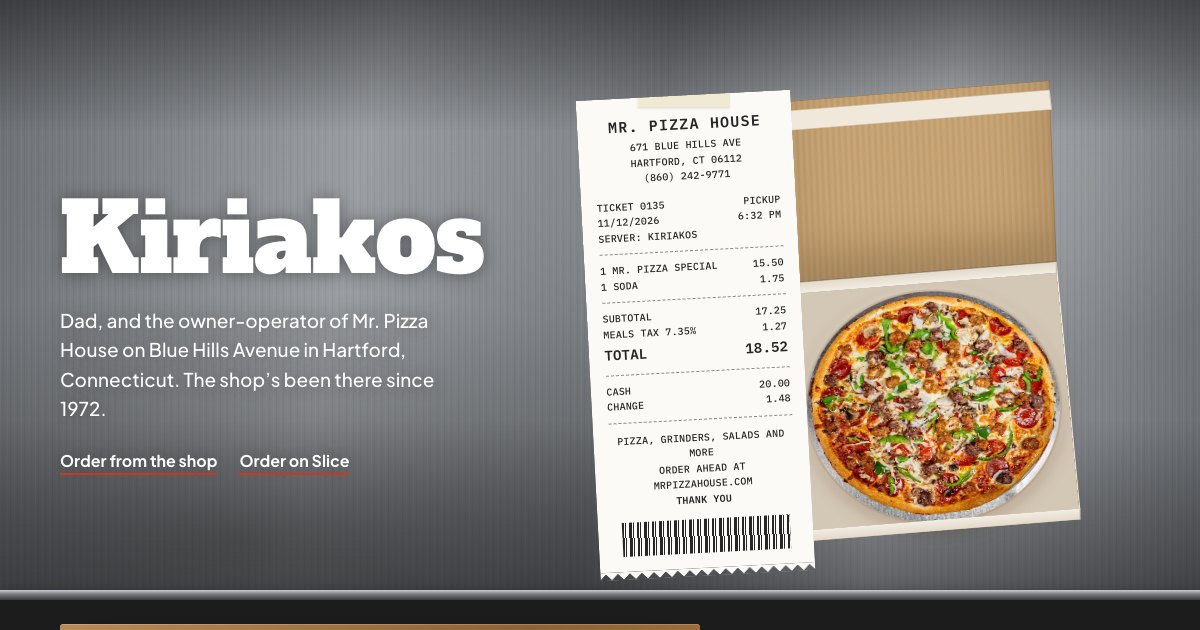 Kiriakos
Dad, and the owner-operator of Mr. Pizza
House on Blue Hills Avenue in Hartford,
Connecticut. The shop’s been there since
1972.
Order from the shop Order on Slice
MR. PIZZA HOUSE
671 BLUE HILLS AVE
HARTFORD, CT 06112
(860) 242-9771
TICKET 0135 PICKUP
11/12/2026 6:32 PM
SERVER: KIRIAKOS
1 MR. PIZZA SPECIAL 15.50
1 SODA 1.75
SUBTOTAL 17.25
MEALS TAX 7.35% 1.27
TOTAL 18.52
CASH 20.00
CHANGE 1.48
PIZZA, GRINDERS, SALADS AND
MORE
ORDER AHEAD AT
MRPIZZAHOUSE.COM
THANK YOU